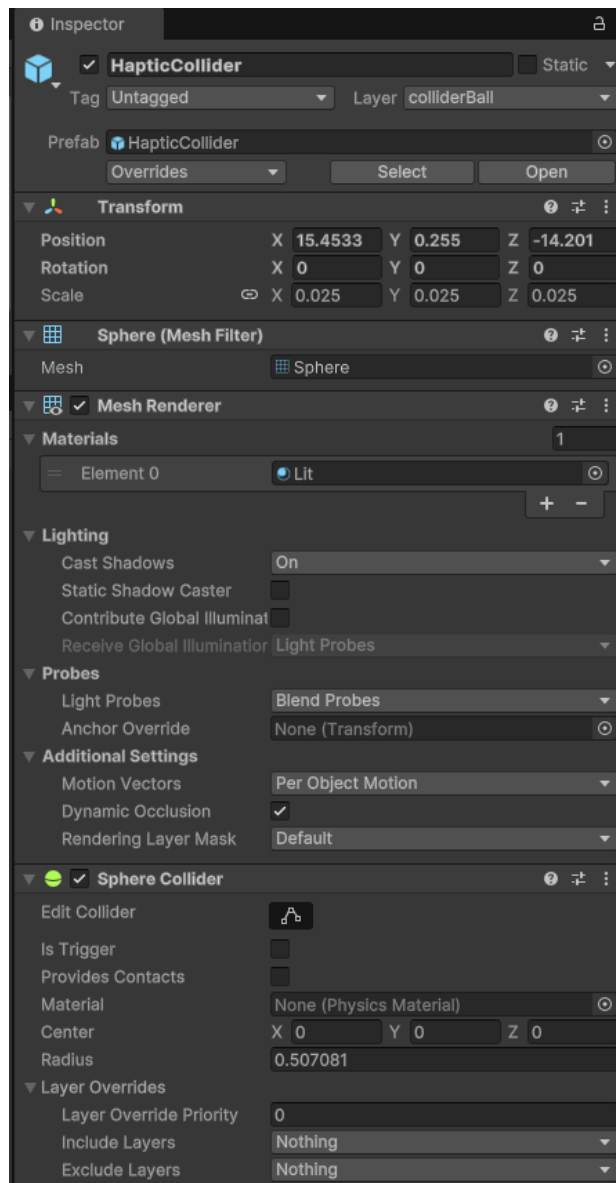 Inspector
HapticCollider Static
Tag Untagged Layer colliderBall
Prefab HapticCollider
Overrides Select Open
Transform
Position X 15.4533 Y 0.255 Z -14.201
Rotation X 0 Y 0 Z 0
Scale X 0.025 Y 0.025 Z 0.025
Sphere (Mesh Filter)
Mesh Sphere
Mesh Renderer
Materials 1
Element 0 Lit
+ -
Lighting
Cast Shadows On
Static Shadow Caster
Contribute Global Illuminat
Receive Global Illumination Light Probes
Probes
Light Probes Blend Probes
Anchor Override None (Transform)
Additional Settings
Motion Vectors Per Object Motion
Dynamic Occlusion
Rendering Layer Mask Default
Sphere Collider
Edit Collider
Is Trigger
Provides Contacts
Material None (Physics Material)
Center X 0 Y 0 Z 0
Radius 0.507081
Layer Overrides
Layer Override Priority 0
Include Layers Nothing
Exclude Layers Nothing